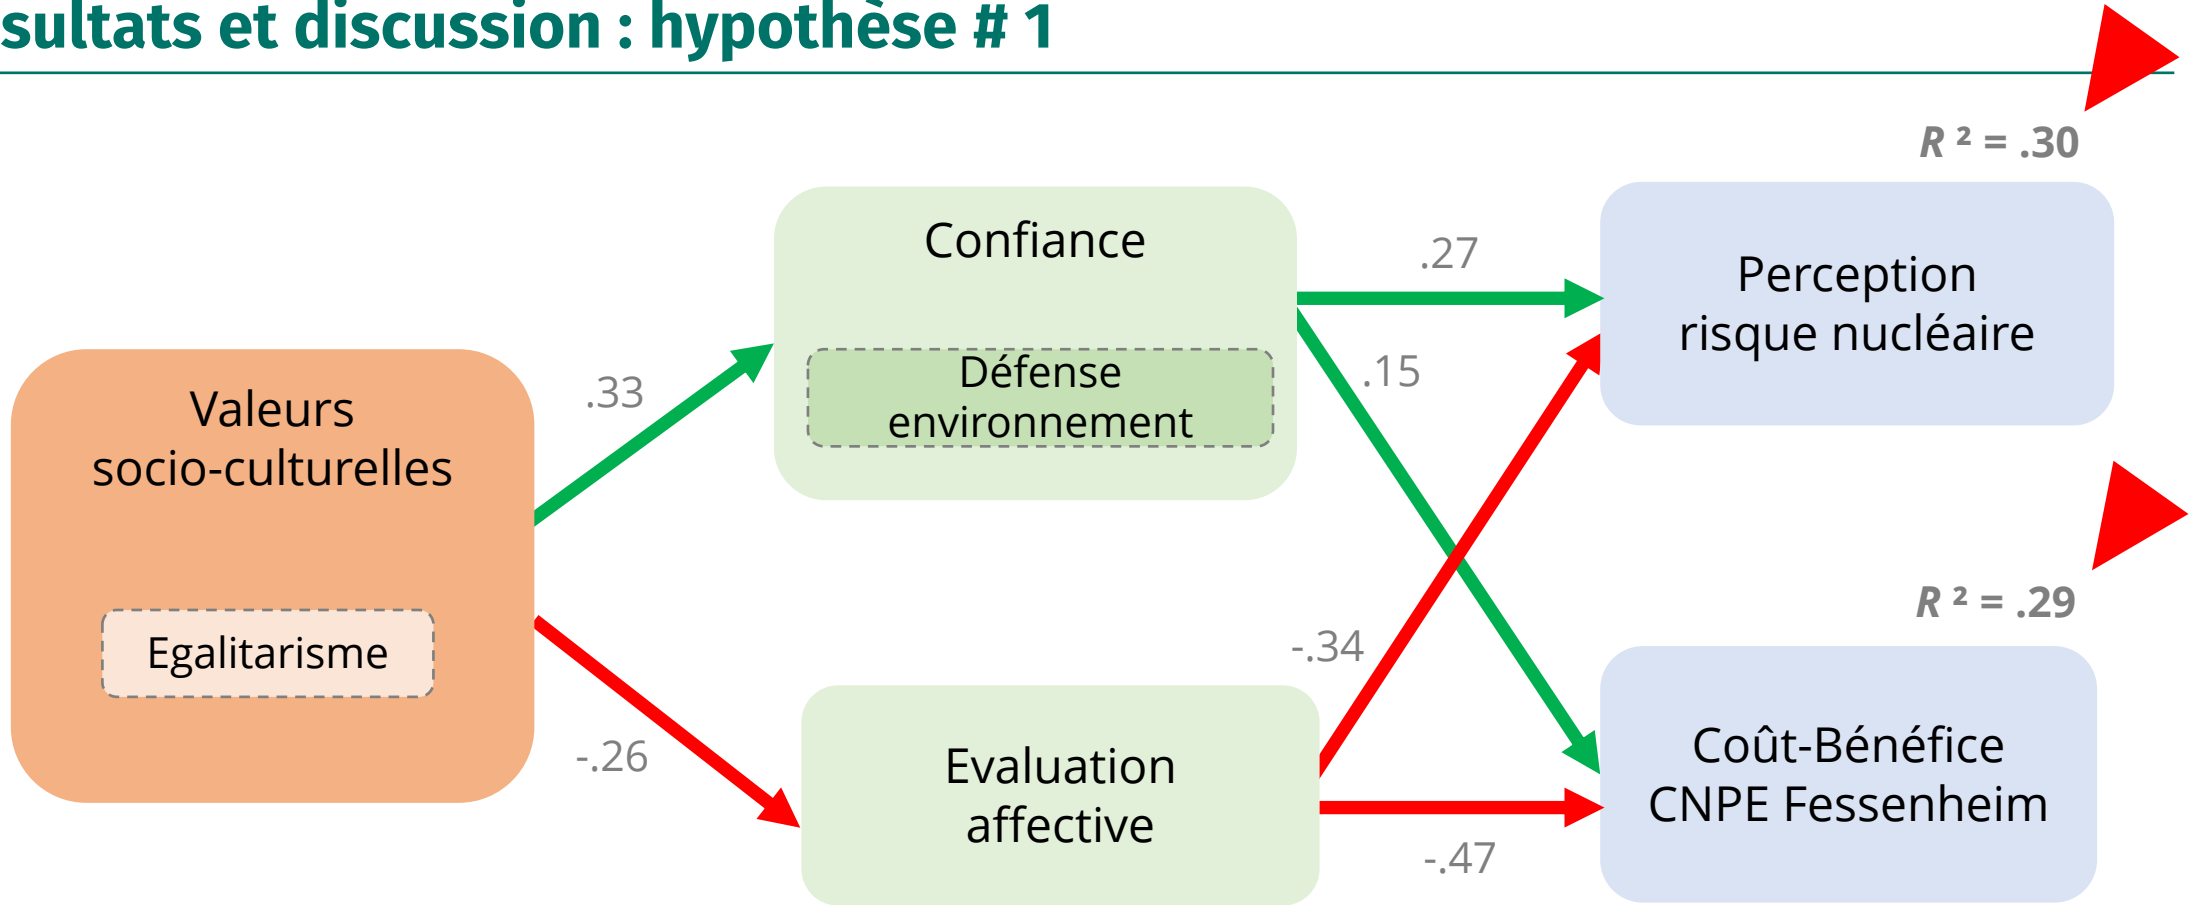 sultats et discussion : hypothèse # 1
R ² = .30
Confiance
.27
Perception
risque nucléaire
Défense
environnement
.15
.33
Valeurs
socio-culturelles
Egalitarisme
-.26
-.34
R ² = .29
Evaluation
affective
-.47
Coût-Bénéfice
CNPE Fessenheim